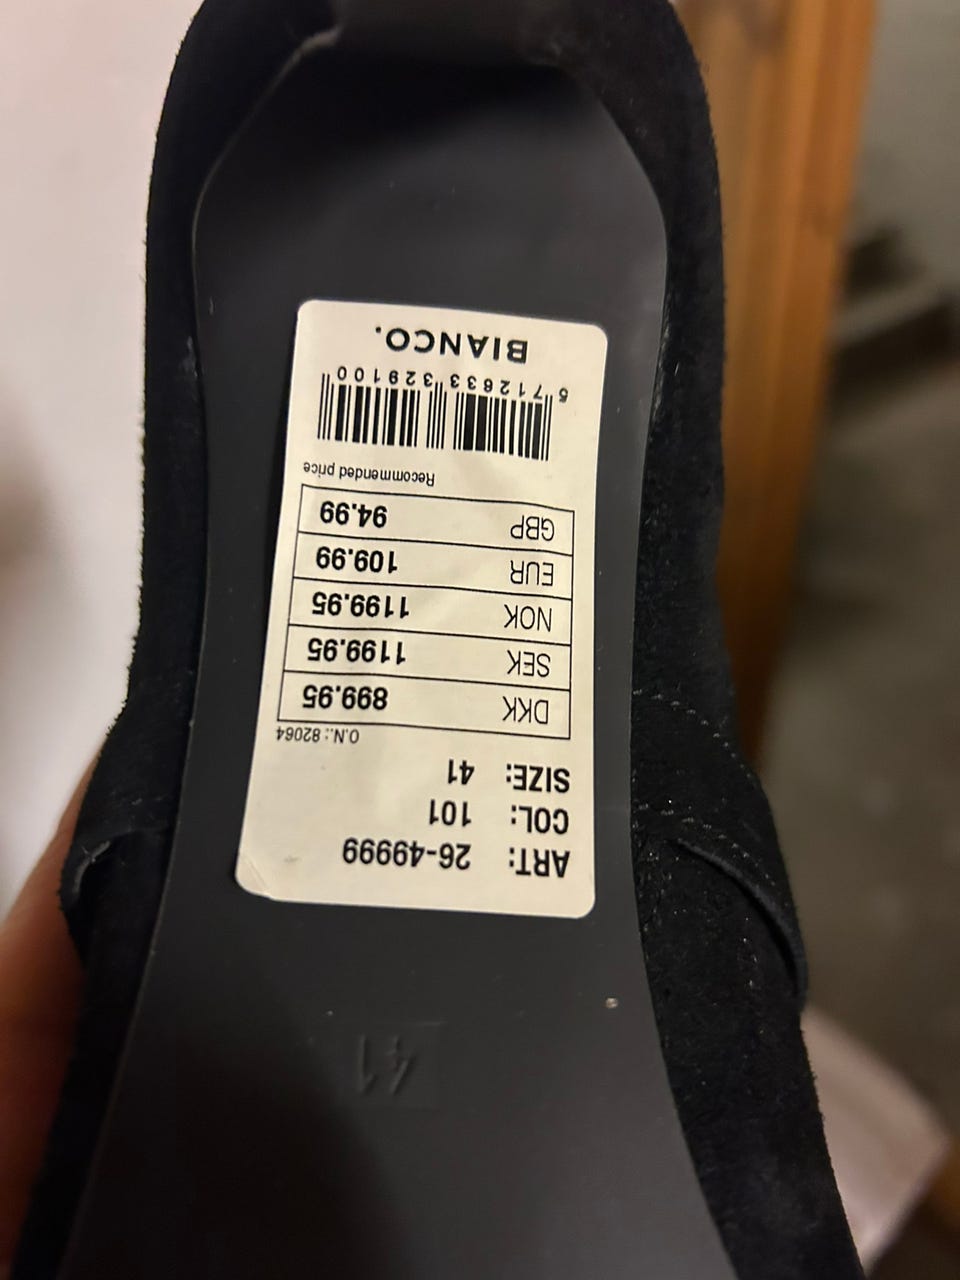 ART: 26-49999
COL: 101
SIZE: 41
O.N.: 82064
DKK 899.95
SEK 1199.95
NOK 1199.95
EUR 109.99
GBP 94.99
Recommended price
5 712633 329100
BIANCO.
41